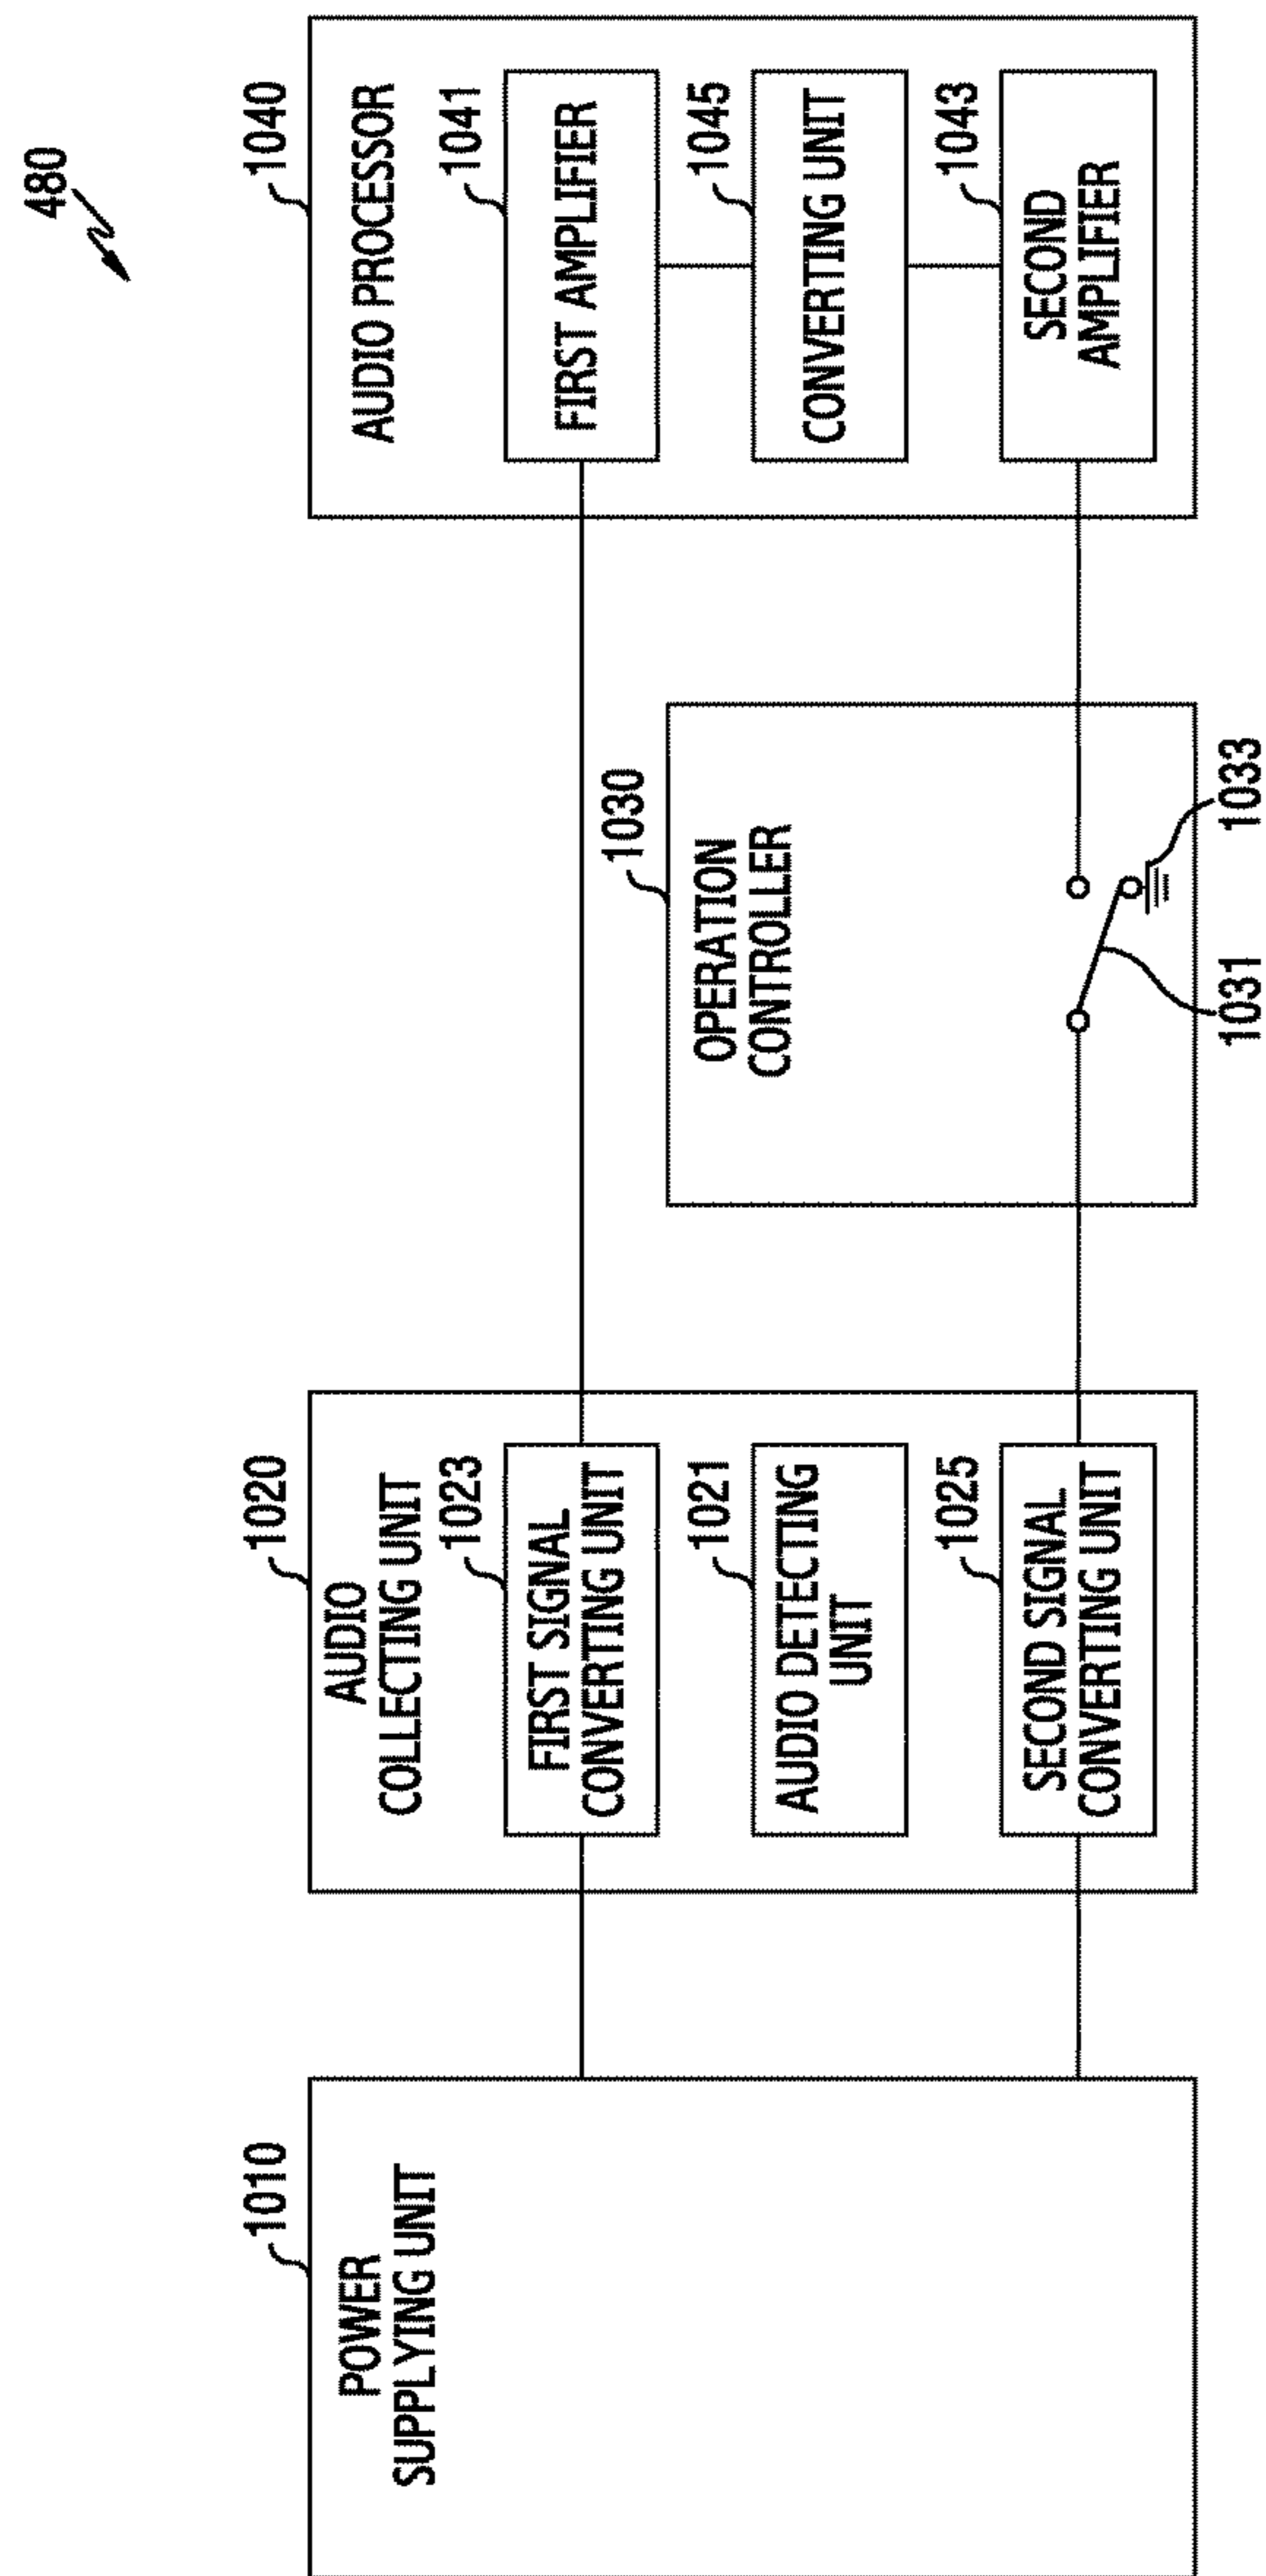 480
1010
POWER
SUPPLYING UNIT
1020
AUDIO
COLLECTING UNIT
1023
FIRST SIGNAL
CONVERTING UNIT
1021
AUDIO DETECTING
UNIT
1025
SECOND SIGNAL
CONVERTING UNIT
1030
OPERATION
CONTROLLER
1031
1033
1040
AUDIO PROCESSOR
1041
FIRST AMPLIFIER
1045
CONVERTING UNIT
1043
SECOND
AMPLIFIER